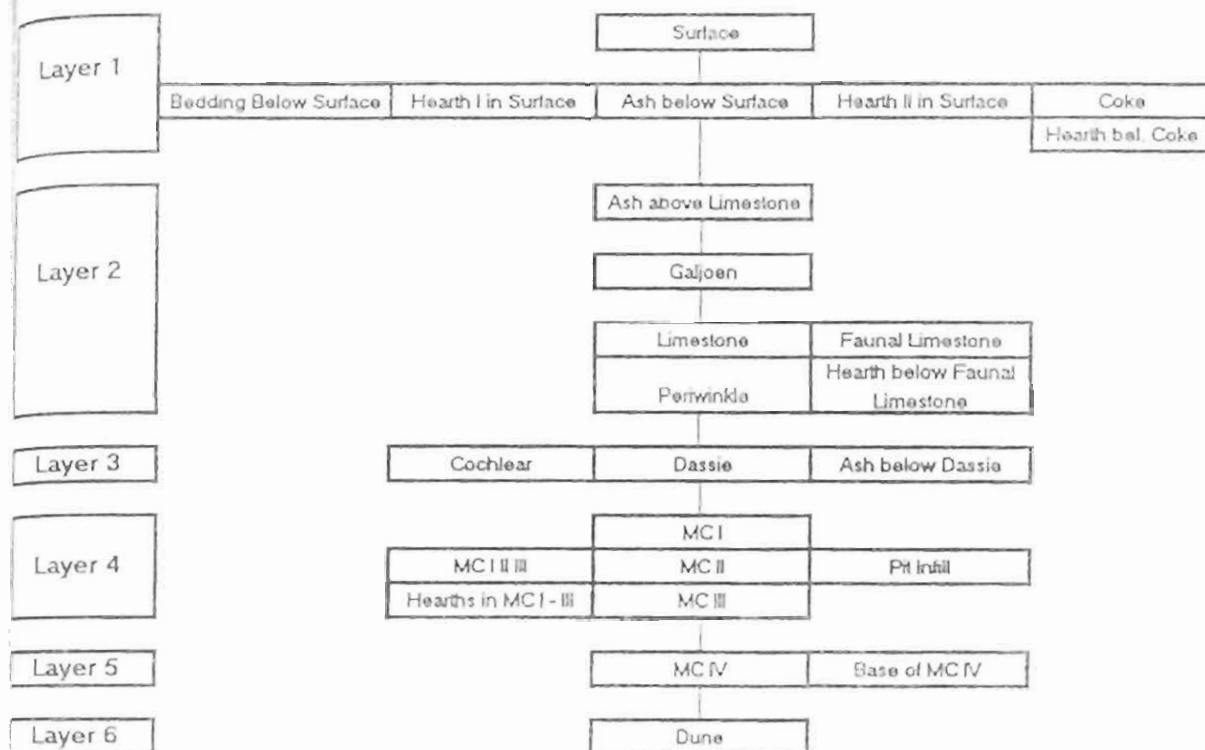 Layer 1
Surface
Bedding Below Surface
Hearth I in Surface
Ash below Surface
Hearth II in Surface
Coke
Hearth bel. Coke
Layer 2
Ash above Limestone
Galjoen
Limestone
Faunal Limestone
Periwinkle
Hearth below Faunal
Limestone
Layer 3
Cochlear
Dassie
Ash below Dassie
Layer 4
MC I
MC I II III
MC II
Pit Infill
Hearths in MC I - III
MC III
Layer 5
MC IV
Base of MC IV
Layer 6
Dune